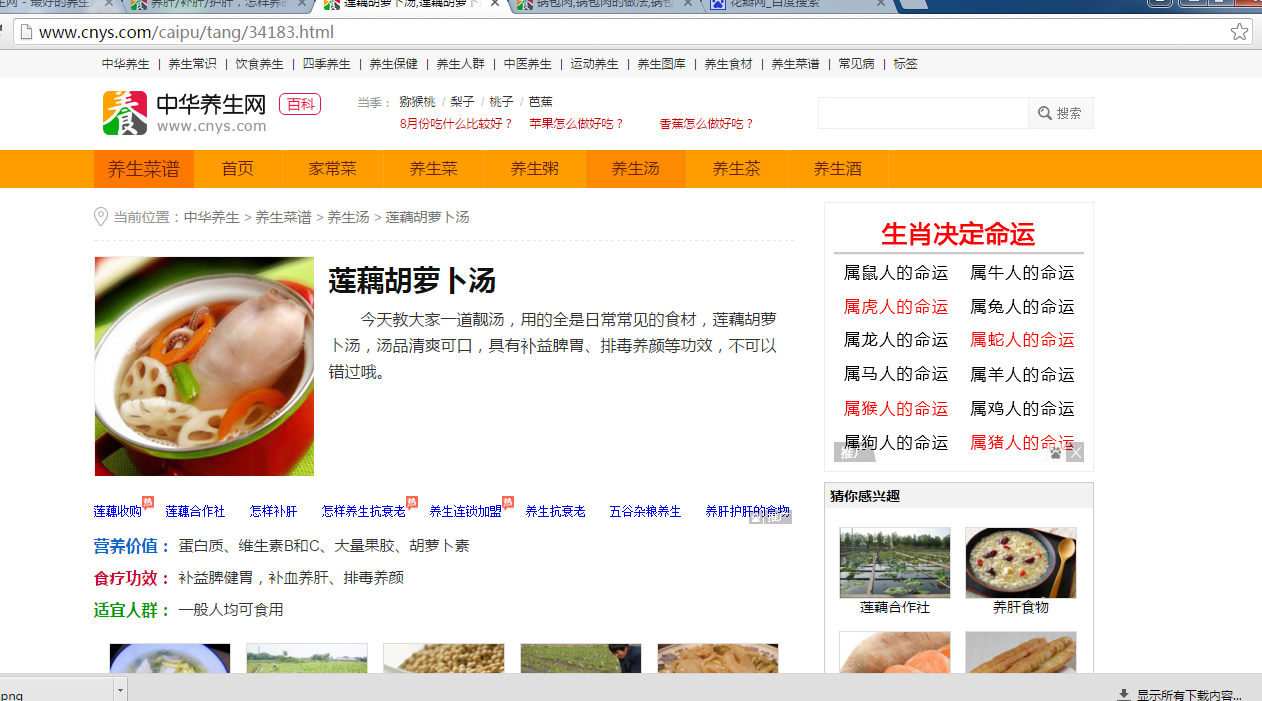 养肝/补肝/护肝，怎样养肝
莲藕胡萝卜汤,莲藕胡萝卜
锅包肉,锅包肉的做法,锅包
花瓣网_百度搜索
www.cnys.com/caipu/tang/34183.html
中华养生 | 养生常识 | 饮食养生 | 四季养生 | 养生保健 | 养生人群 | 中医养生 | 运动养生 | 养生图库 | 养生食材 | 养生菜谱 | 常见病 | 标签
养 中华养生网 百科
www.cnys.com
当季： 猕猴桃 / 梨子 / 桃子 / 芭蕉
8月份吃什么比较好？ 苹果怎么做好吃？ 香蕉怎么做好吃？
搜索
养生菜谱 首页 家常菜 养生菜 养生粥 养生汤 养生茶 养生酒
当前位置：中华养生 > 养生菜谱 > 养生汤 > 莲藕胡萝卜汤
莲藕胡萝卜汤
今天教大家一道靓汤，用的全是日常常见的食材，莲藕胡萝
卜汤，汤品清爽可口，具有补益脾胃、排毒养颜等功效，不可以
错过哦。
莲藕收购 热 莲藕合作社 怎样补肝 怎样养生抗衰老 热 养生连锁加盟 热 养生抗衰老 五谷杂粮养生 养肝护肝的食物
推广
营养价值： 蛋白质、维生素B和C、大量果胶、胡萝卜素
食疗功效： 补益脾健胃，补血养肝、排毒养颜
适宜人群： 一般人均可食用
生肖决定命运
属鼠人的命运 属牛人的命运
属虎人的命运 属兔人的命运
属龙人的命运 属蛇人的命运
属马人的命运 属羊人的命运
属猴人的命运 属鸡人的命运
属狗人的命运 属猪人的命运
推广
猜你感兴趣
莲藕合作社 养肝食物
.png
显示所有下载内容...